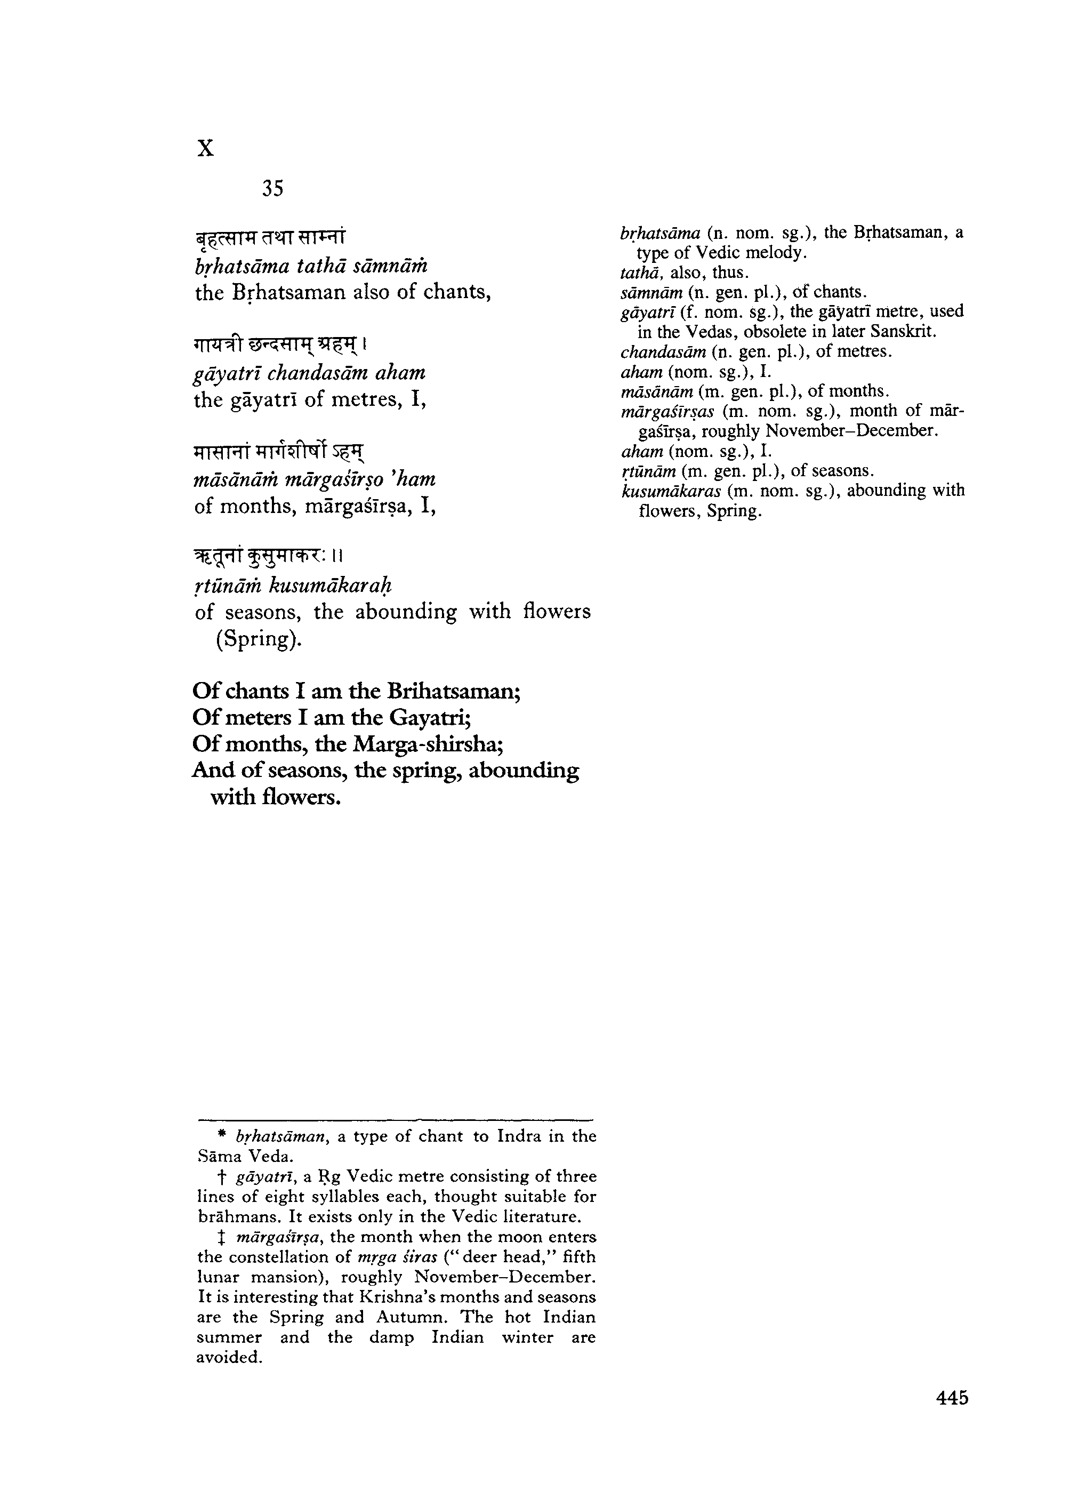 X
35
बृहत्साम तथा साम्नां
bṛhatsāma tathā sāmnāṁ
the Bṛhatsaman also of chants,
गायत्री छन्दसाम् अहम् ।
gāyatrī chandasām aham
the gāyatrī of metres, I,
मासानां मार्गशीर्षो ऽहम्
māsānāṁ mārgaśīrṣo 'ham
of months, mārgaśīrṣa, I,
ऋतूनां कुसुमाकरः ।।
ṛtūnāṁ kusumākaraḥ
of seasons, the abounding with flowers
(Spring).
Of chants I am the Brihatsaman;
Of meters I am the Gayatri;
Of months, the Marga-shirsha;
And of seasons, the spring, abounding
with flowers.
bṛhatsāma (n. nom. sg.), the Bṛhatsaman, a
type of Vedic melody.
tathā, also, thus.
sāmnām (n. gen. pl.), of chants.
gāyatrī (f. nom. sg.), the gāyatrī metre, used
in the Vedas, obsolete in later Sanskrit.
chandasām (n. gen. pl.), of metres.
aham (nom. sg.), I.
māsānām (m. gen. pl.), of months.
mārgaśīrṣas (m. nom. sg.), month of mār-
gaśīrṣa, roughly November–December.
aham (nom. sg.), I.
ṛtūnām (m. gen. pl.), of seasons.
kusumākaras (m. nom. sg.), abounding with
flowers, Spring.
* bṛhatsāman, a type of chant to Indra in the
Sāma Veda.
† gāyatrī, a Ṛg Vedic metre consisting of three
lines of eight syllables each, thought suitable for
brāhmans. It exists only in the Vedic literature.
‡ mārgaśīrṣa, the month when the moon enters
the constellation of mṛga śiras (“deer head,” fifth
lunar mansion), roughly November–December.
It is interesting that Krishna's months and seasons
are the Spring and Autumn. The hot Indian
summer and the damp Indian winter are
avoided.
445